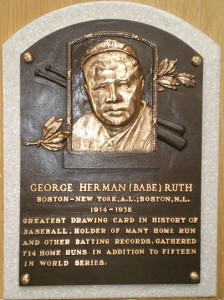 GEORGE HERMAN (BABE) RUTH
BOSTON-NEW YORK, A.L.; BOSTON, N.L.
1914-1935
GREATEST DRAWING CARD IN HISTORY OF
BASEBALL. HOLDER OF MANY HOME RUN
AND OTHER BATTING RECORDS. GATHERED
714 HOME RUNS IN ADDITION TO FIFTEEN
IN WORLD SERIES.